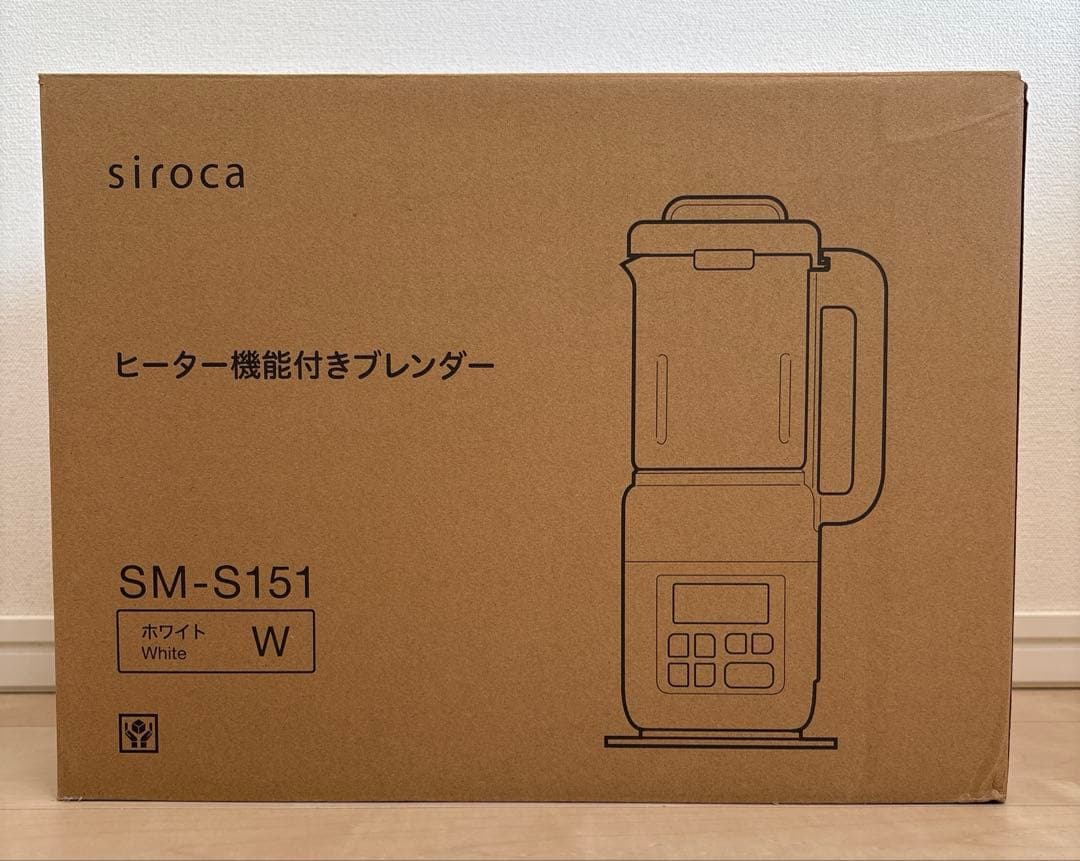 siroca
ヒーター機能付きブレンダー
SM-S151
ホワイト
White
W